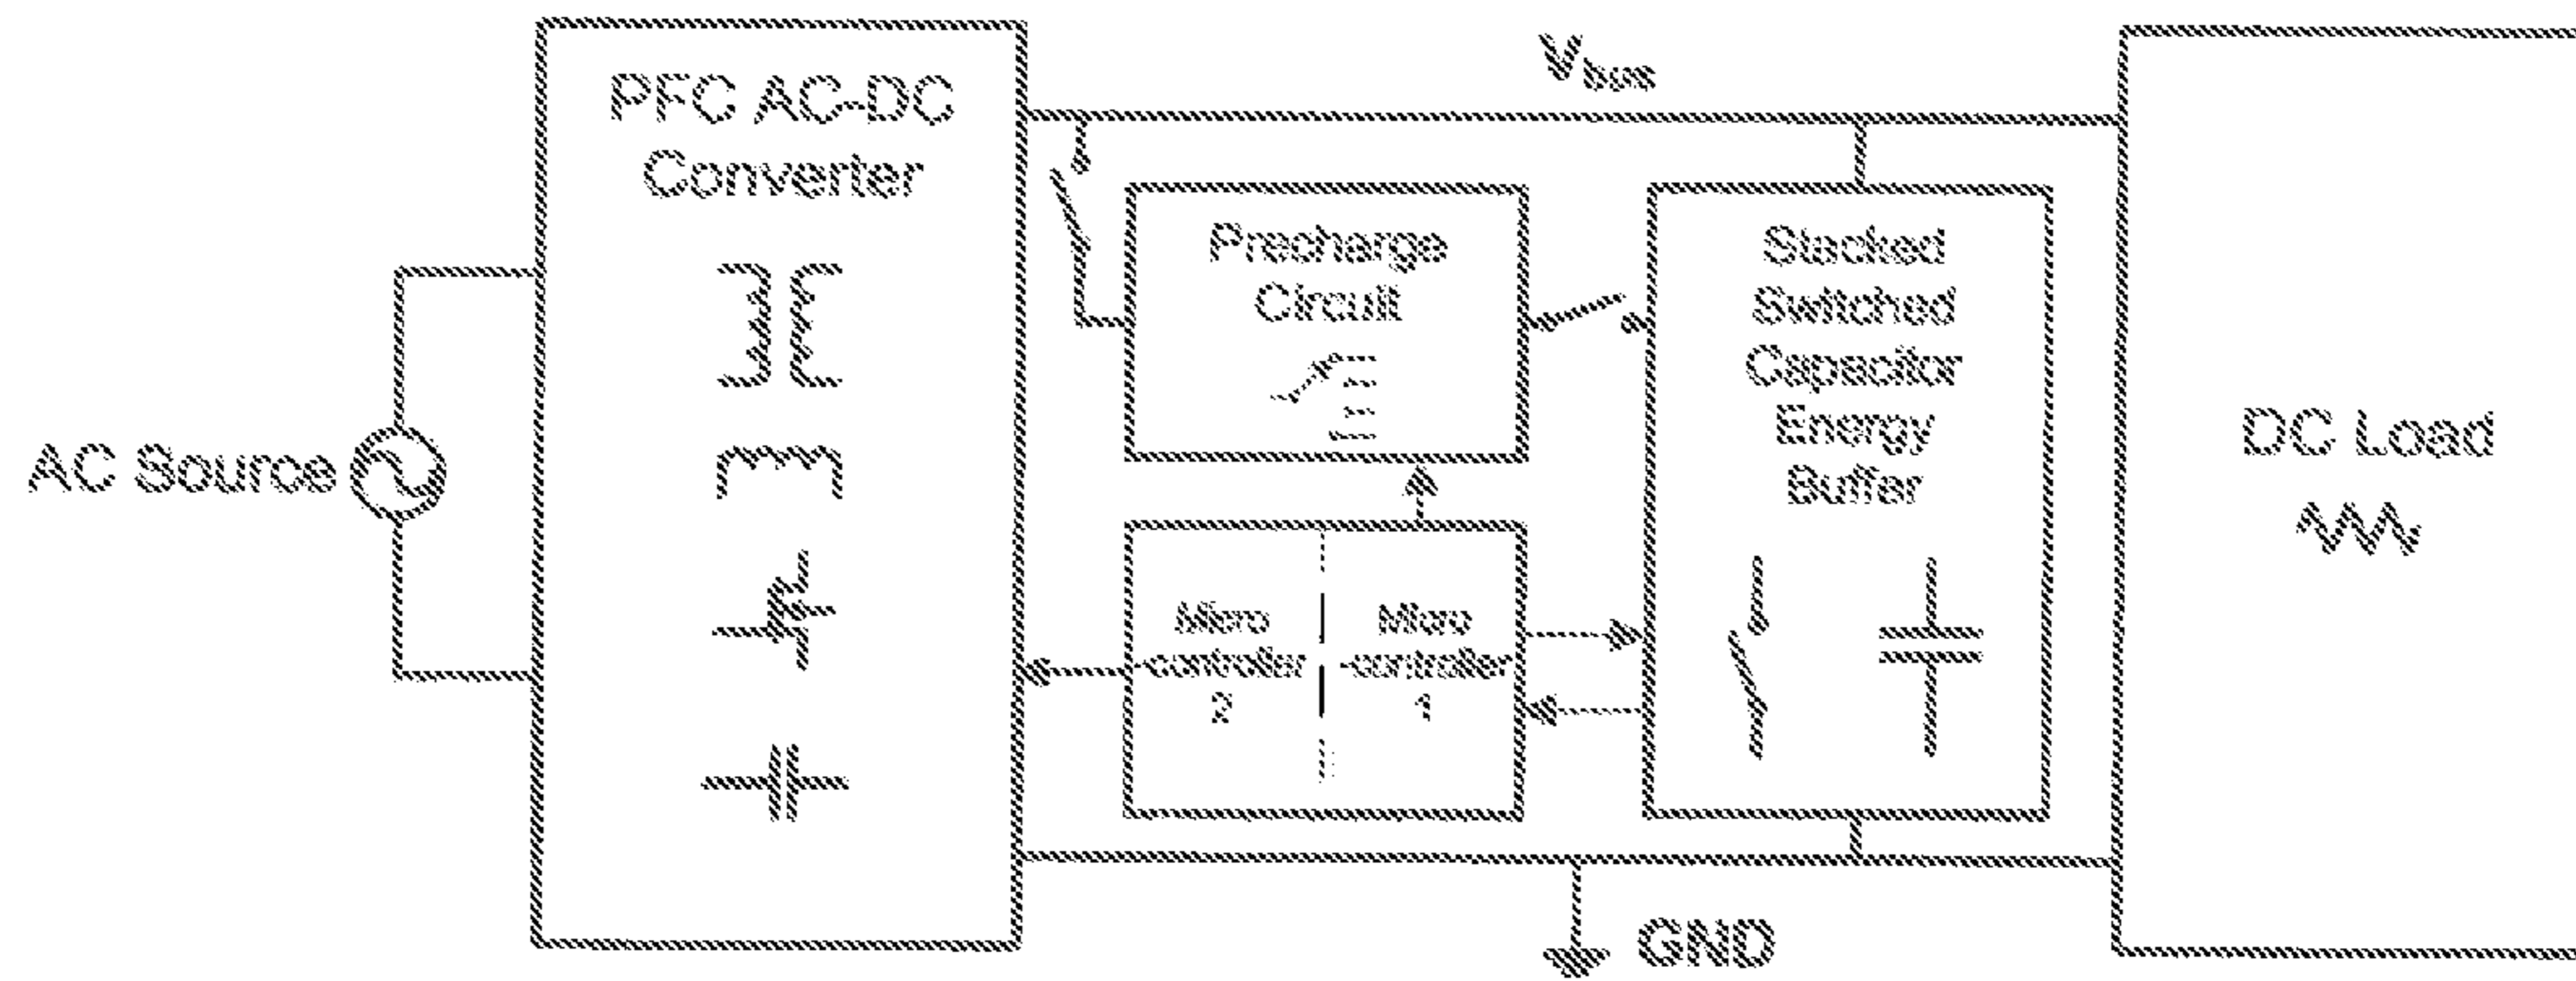 PFC AC-DC
Converter
V_bus
Precharge
Circuit
Stacked
Switched
Capacitor
Energy
Buffer
AC Source
DC Load
Micro
-controller
2
Micro
-controller
1
GND